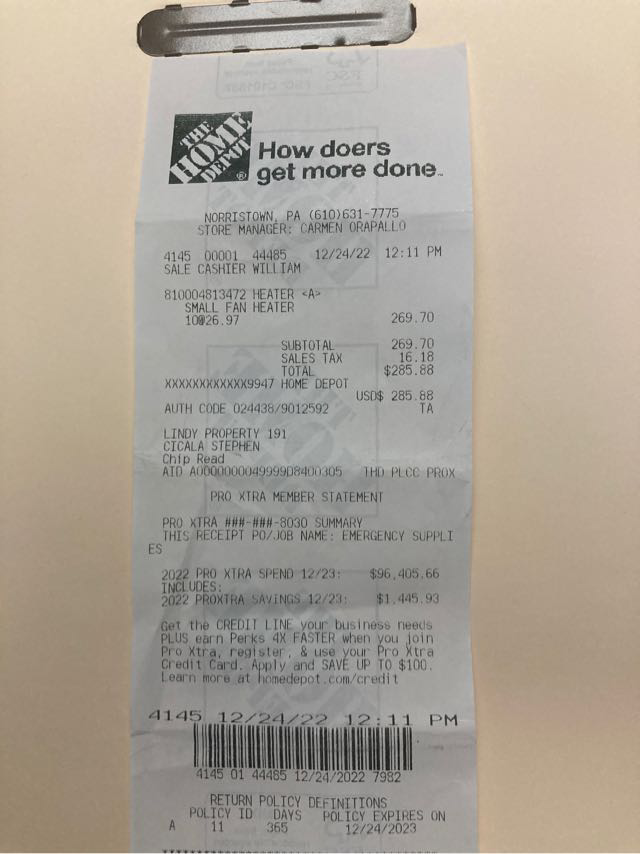 THE
HOME
DEPOT
®
How doers
get more done™
NORRISTOWN, PA (610)631-7775
STORE MANAGER: CARMEN ORAPALLO
4145 00001 44485 12/24/22 12:11 PM
SALE CASHIER WILLIAM
810004813472 HEATER <A>
SMALL FAN HEATER
10@26.97 269.70
SUBTOTAL 269.70
SALES TAX 16.18
TOTAL $285.88
XXXXXXXXXXXX9947 HOME DEPOT
USD$ 285.88
AUTH CODE 024438/9012592 TA
LINDY PROPERTY 191
CICALA STEPHEN
Chip Read
AID A0000000049999D8400305 THD PLCC PROX
PRO XTRA MEMBER STATEMENT
PRO XTRA ###-###-8030 SUMMARY
THIS RECEIPT PO/JOB NAME: EMERGENCY SUPPLI
ES
2022 PRO XTRA SPEND 12/23: $96,405.66
INCLUDES:
2022 PROXTRA SAVINGS 12/23: $1,445.93
Get the CREDIT LINE your business needs
PLUS earn Perks 4X FASTER when you join
Pro Xtra, register, & use your Pro Xtra
Credit Card. Apply and SAVE UP TO $100.
Learn more at homedepot.com/credit
4145 12/24/22 12:11 PM
4145 01 44485 12/24/2022 7982
RETURN POLICY DEFINITIONS
POLICY ID DAYS POLICY EXPIRES ON
A 11 365 12/24/2023